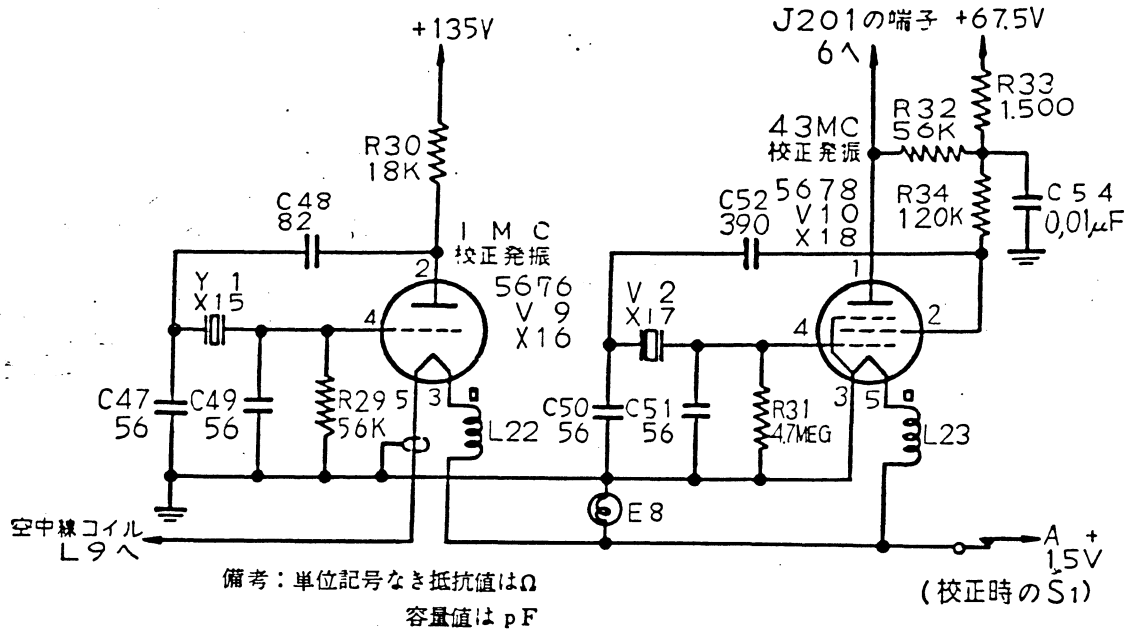 +135V
J201の端子 +67.5V
6へ
R33
1.500
R32
56K
43MC
校正発振
R30
18K
C48
82
1 M C
校正発振
5676
V 9
X16
C52
390
5678
V10
X18
R34
120K
C54
0,01μF
Y 1
X15
2
4
V 2
X17
1
4
2
C47
56
C49
56
R29
56K
5
3
L22
C50
56
C51
56
R31
4.7MEG
3
5
L23
E8
空中線コイル
L9へ
A +
1.5V
(校正時のS1)
備考:単位記号なき抵抗値はΩ
容量値はpF